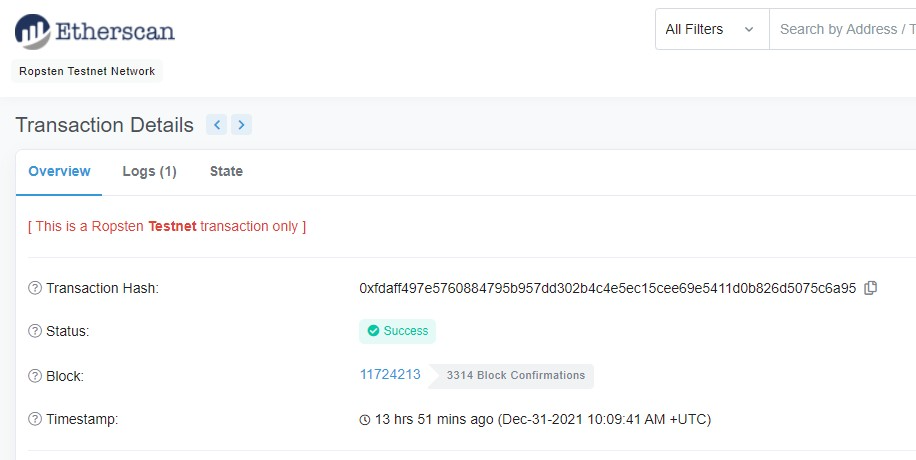 Etherscan
All Filters
Search by Address / T
Ropsten Testnet Network
Transaction Details
Overview Logs (1) State
[ This is a Ropsten Testnet transaction only ]
Transaction Hash: 0xfdaff497e5760884795b957dd302b4c4e5ec15cee69e5411d0b826d5075c6a95
Status: Success
Block: 11724213 3314 Block Confirmations
Timestamp: 13 hrs 51 mins ago (Dec-31-2021 10:09:41 AM +UTC)